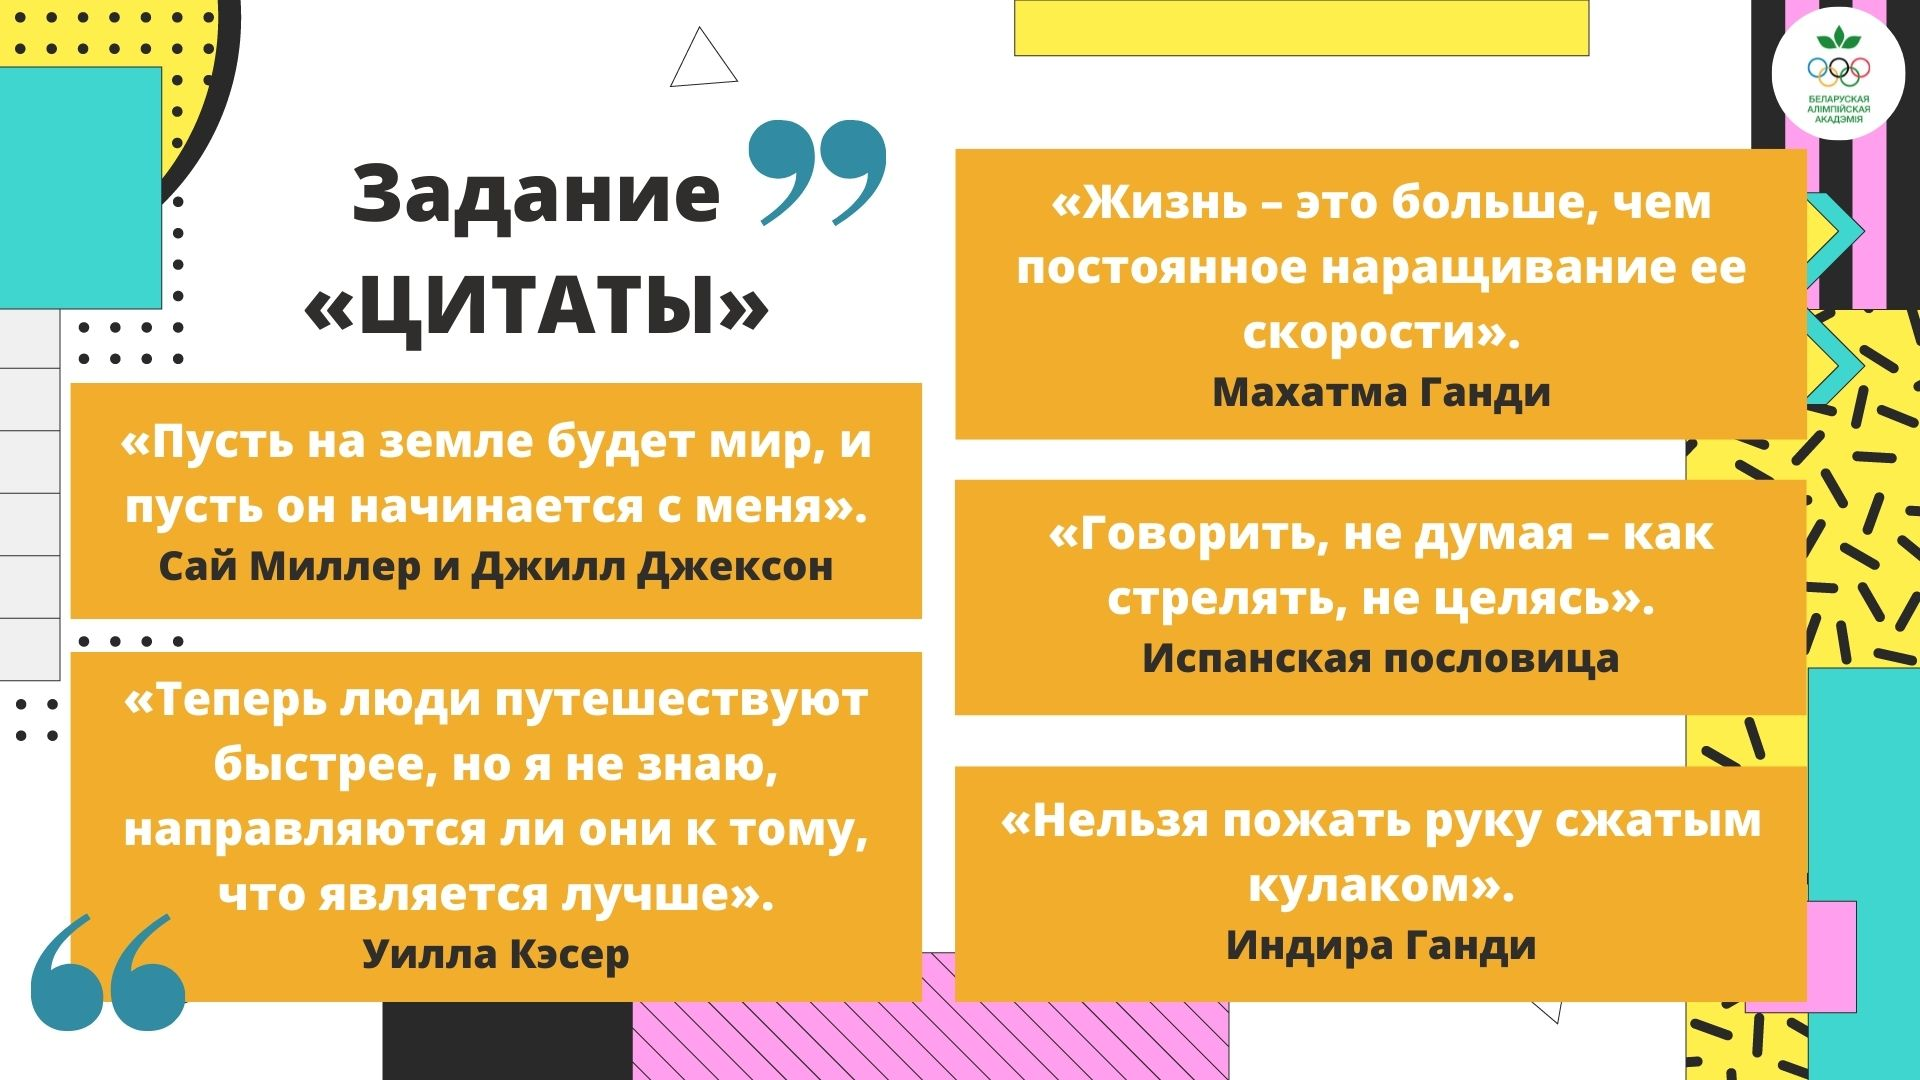 Задание
«ЦИТАТЫ»
«Пусть на земле будет мир, и
пусть он начинается с меня».
Сай Миллер и Джилл Джексон
«Теперь люди путешествуют
быстрее, но я не знаю,
направляются ли они к тому,
что является лучше».
Уилла Кэсер
«Жизнь – это больше, чем
постоянное наращивание ее
скорости».
Махатма Ганди
«Говорить, не думая – как
стрелять, не целясь».
Испанская пословица
«Нельзя пожать руку сжатым
кулаком».
Индира Ганди
БЕЛАРУСКАЯ
АЛІМПІЙСКАЯ
АКАДЭМІЯ